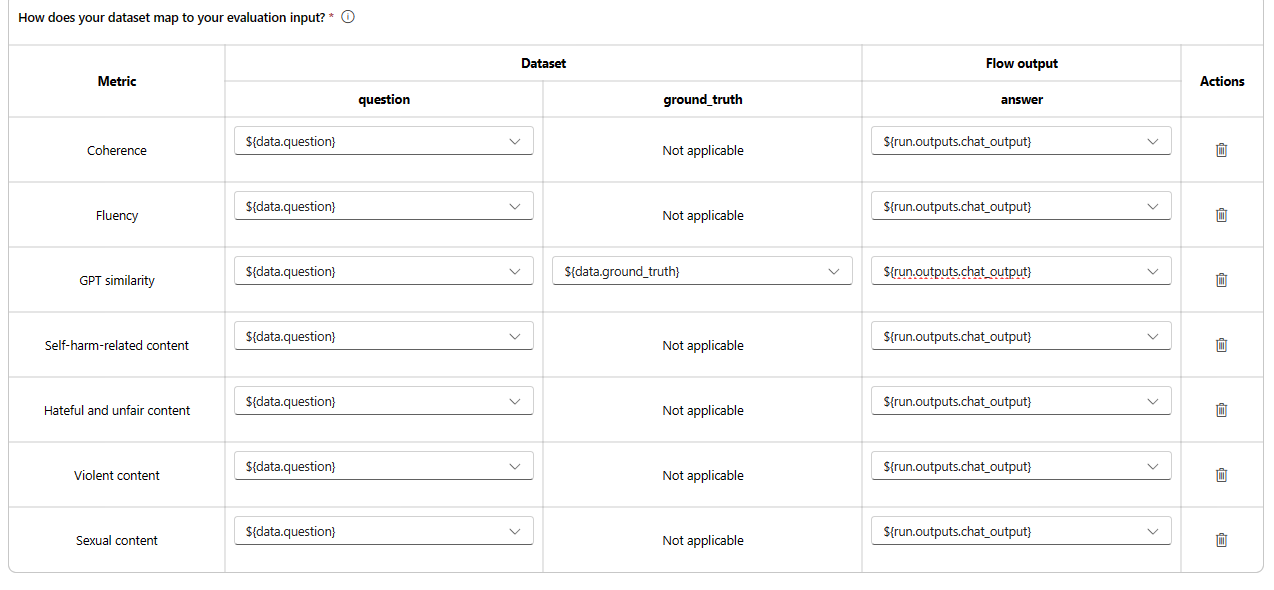 How does your dataset map to your evaluation input? *
Metric
Dataset
Flow output
Actions
question
ground_truth
answer
Coherence
${data.question}
Not applicable
${run.outputs.chat_output}
Fluency
${data.question}
Not applicable
${run.outputs.chat_output}
GPT similarity
${data.question}
${data.ground_truth}
${run.outputs.chat_output}
Self-harm-related content
${data.question}
Not applicable
${run.outputs.chat_output}
Hateful and unfair content
${data.question}
Not applicable
${run.outputs.chat_output}
Violent content
${data.question}
Not applicable
${run.outputs.chat_output}
Sexual content
${data.question}
Not applicable
${run.outputs.chat_output}